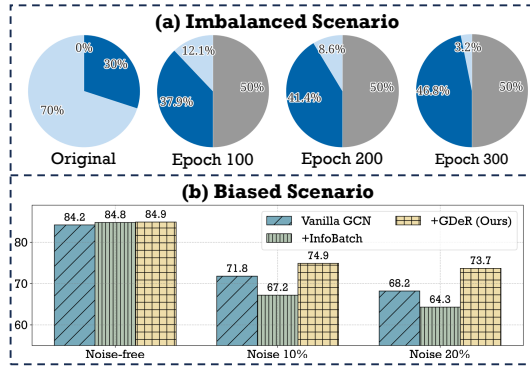 (a) Imbalanced Scenario
0%
30%
70%
12.1%
37.9%
50%
8.6%
41.4%
50%
3.2%
46.8%
50%
Original
Epoch 100
Epoch 200
Epoch 300
(b) Biased Scenario
Vanilla GCN
+InfoBatch
+GDeR (Ours)
80
70
60
84.2
84.8
84.9
71.8
67.2
74.9
68.2
64.3
73.7
Noise-free
Noise 10%
Noise 20%